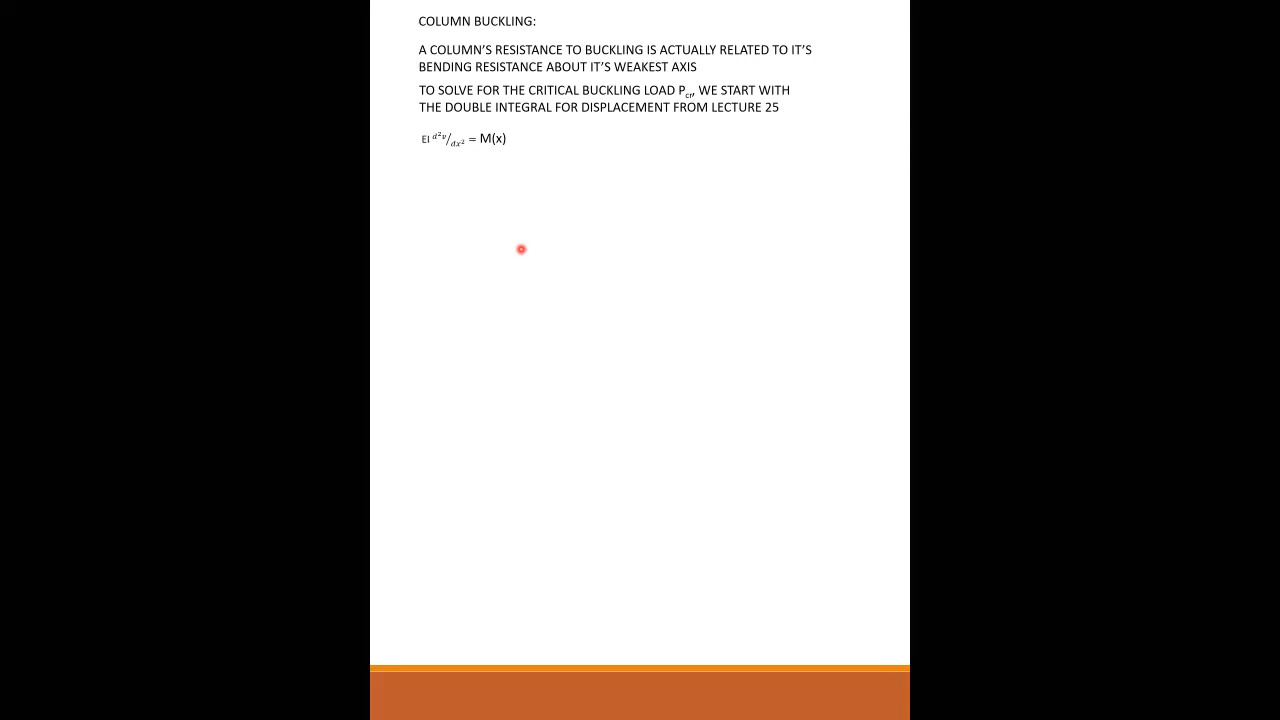 COLUMN BUCKLING:
A COLUMN'S RESISTANCE TO BUCKLING IS ACTUALLY RELATED TO IT'S
BENDING RESISTANCE ABOUT IT'S WEAKEST AXIS
TO SOLVE FOR THE CRITICAL BUCKLING LOAD P_cr, WE START WITH
THE DOUBLE INTEGRAL FOR DISPLACEMENT FROM LECTURE 25
EI d²v/dx² = M(x)